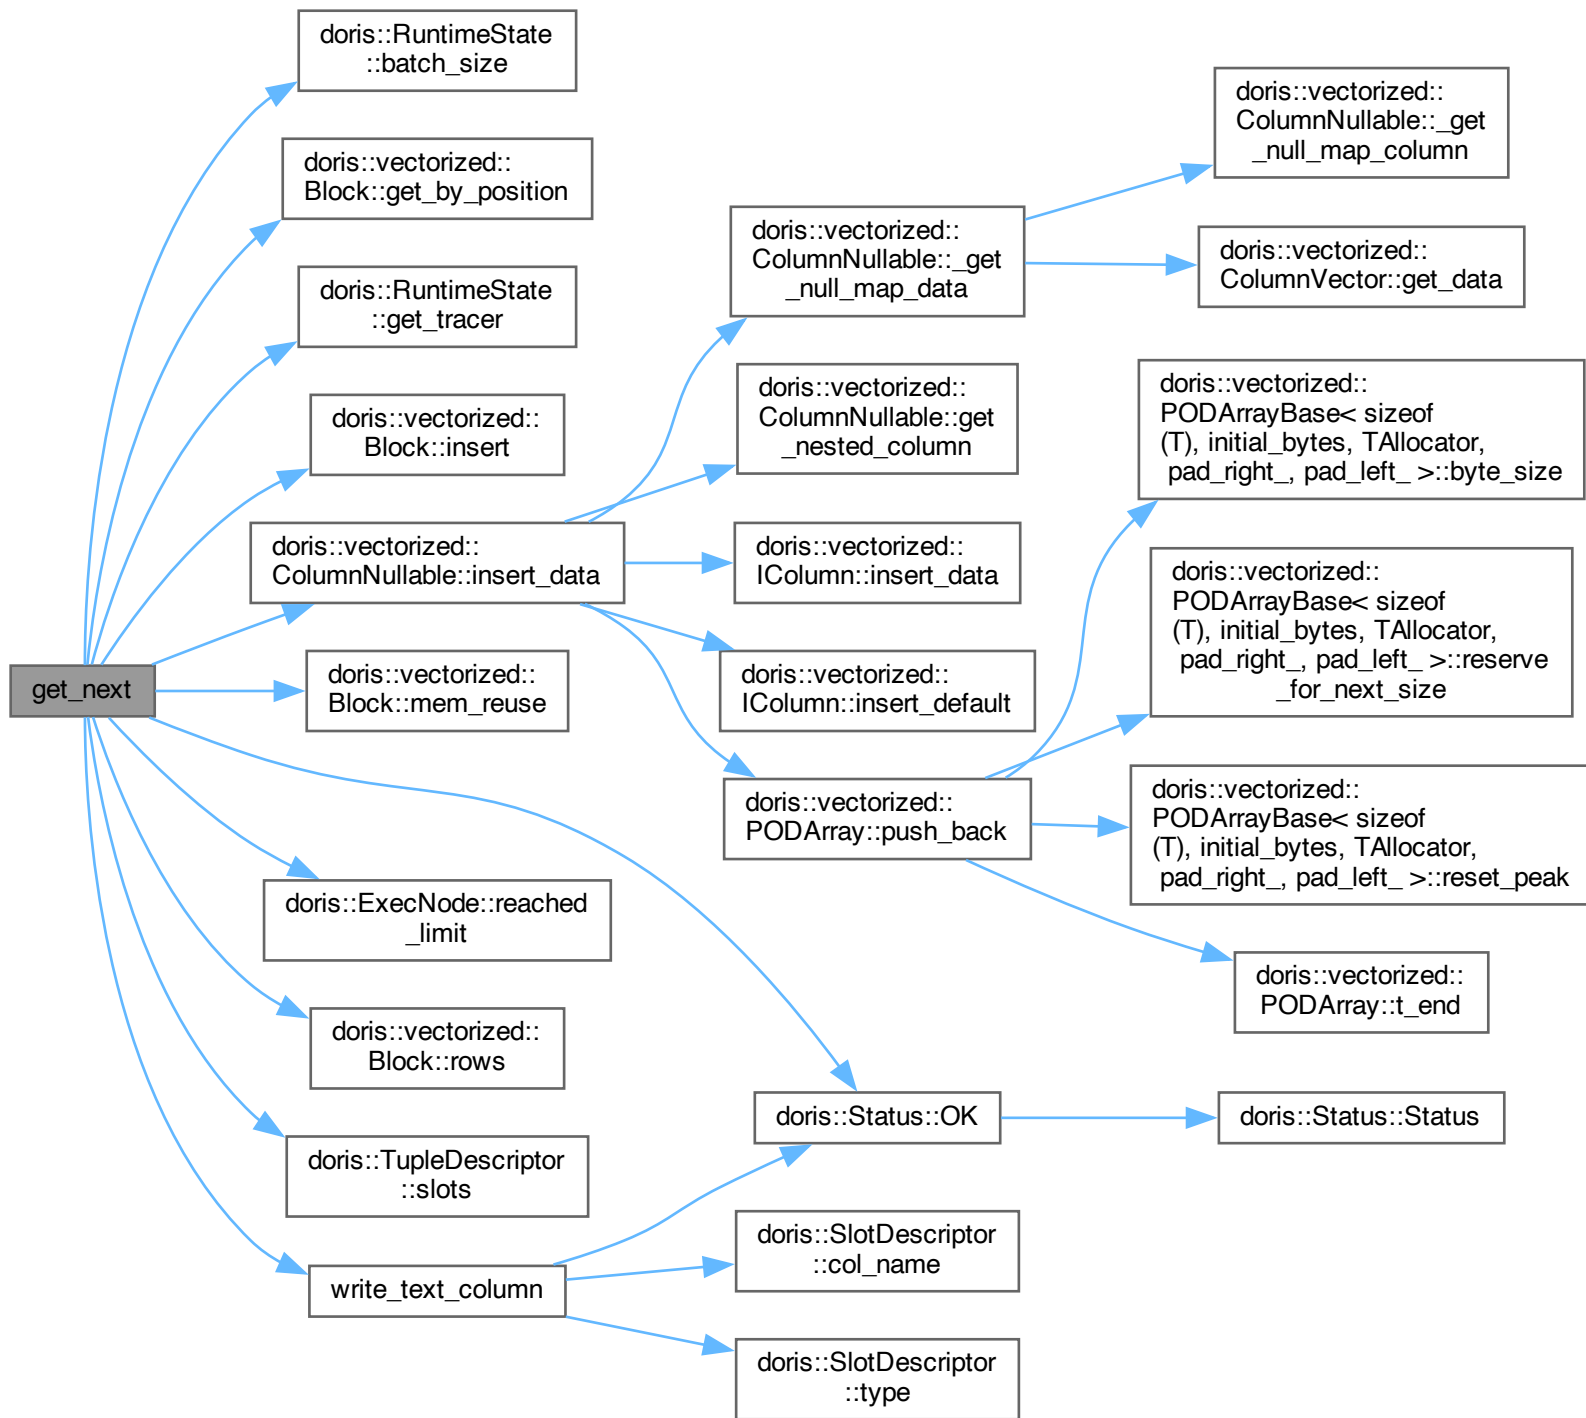 doris::RuntimeState
::batch_size
doris::vectorized::
Block::get_by_position
doris::RuntimeState
::get_tracer
doris::vectorized::
Block::insert
doris::vectorized::
ColumnNullable::insert_data
get_next
doris::vectorized::
Block::mem_reuse
doris::ExecNode::reached
_limit
doris::vectorized::
Block::rows
doris::TupleDescriptor
::slots
write_text_column
doris::vectorized::
ColumnNullable::_get
_null_map_data
doris::vectorized::
ColumnNullable::get
_nested_column
doris::vectorized::
IColumn::insert_data
doris::vectorized::
IColumn::insert_default
doris::vectorized::
PODArray::push_back
doris::Status::OK
doris::SlotDescriptor
::col_name
doris::SlotDescriptor
::type
doris::vectorized::
ColumnNullable::_get
_null_map_column
doris::vectorized::
ColumnVector::get_data
doris::vectorized::
PODArrayBase< sizeof
(T), initial_bytes, TAllocator,
pad_right_, pad_left_ >::byte_size
doris::vectorized::
PODArrayBase< sizeof
(T), initial_bytes, TAllocator,
pad_right_, pad_left_ >::reserve
_for_next_size
doris::vectorized::
PODArrayBase< sizeof
(T), initial_bytes, TAllocator,
pad_right_, pad_left_ >::reset_peak
doris::vectorized::
PODArray::t_end
doris::Status::Status